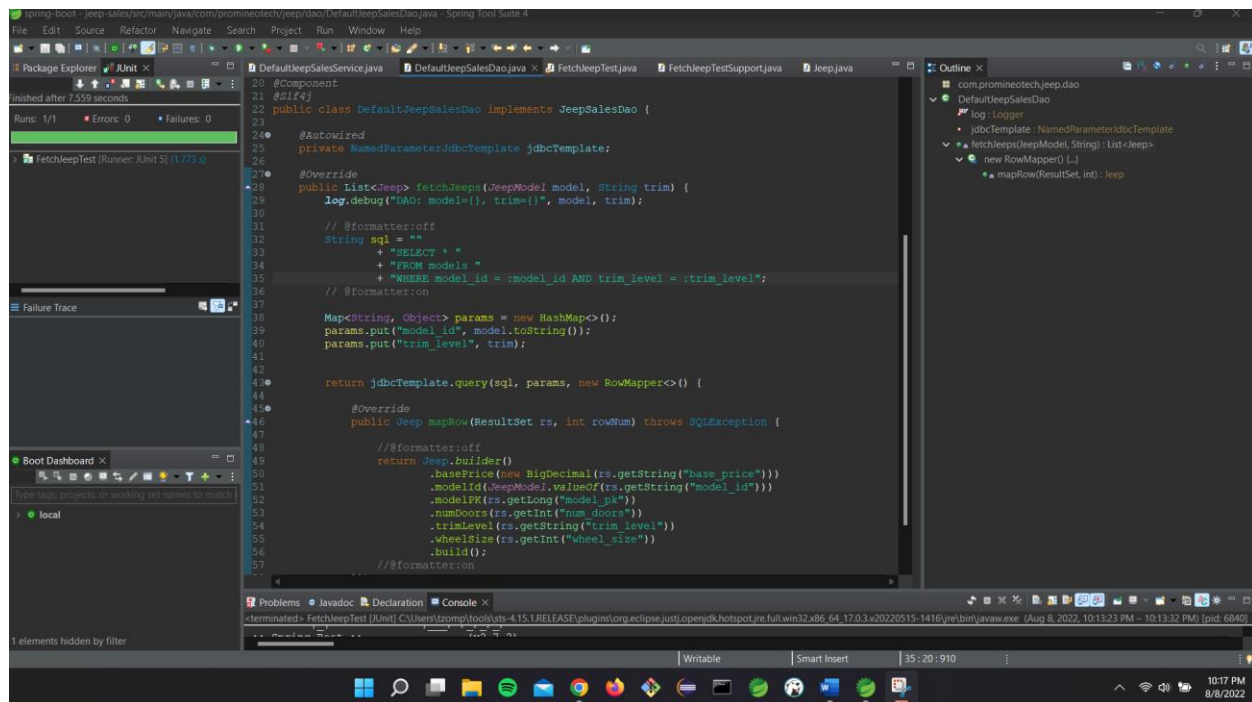 spring-boot - jeep-sales/src/main/java/com/promineotech/jeep/dao/DefaultJeepSalesDao.java - Spring Tool Suite 4
File Edit Source Refactor Navigate Search Project Run Window Help
Package Explorer JUnit
Finished after 7.559 seconds
Runs: 1/1 Errors: 0 Failures: 0
FetchJeepTest [Runner: JUnit 5] (1.773 s)
Failure Trace
Boot Dashboard
Type tags, projects, or working set names to match
local
1 elements hidden by filter
DefaultJeepSalesService.java DefaultJeepSalesDao.java FetchJeepTest.java FetchJeepTestSupport.java Jeep.java
20 @Component
21 @Slf4j
22 public class DefaultJeepSalesDao implements JeepSalesDao {
23
24 @Autowired
25 private NamedParameterJdbcTemplate jdbcTemplate;
26
27 @Override
28 public List<Jeep> fetchJeeps(JeepModel model, String trim) {
29 log.debug("DAO: model={}, trim={}", model, trim);
30
31 // @formatter:off
32 String sql = ""
33 + "SELECT * "
34 + "FROM models "
35 + "WHERE model_id = :model_id AND trim_level = :trim_level";
36 // @formatter:on
37
38 Map<String, Object> params = new HashMap<>();
39 params.put("model_id", model.toString());
40 params.put("trim_level", trim);
41
42
43 return jdbcTemplate.query(sql, params, new RowMapper<>() {
44
45 @Override
46 public Jeep mapRow(ResultSet rs, int rowNum) throws SQLException {
47
48 //@formatter:off
49 return Jeep.builder()
50 .basePrice(new BigDecimal(rs.getString("base_price")))
51 .modelId(JeepModel.valueOf(rs.getString("model_id")))
52 .modelPK(rs.getLong("model_pk"))
53 .numDoors(rs.getInt("num_doors"))
54 .trimLevel(rs.getString("trim_level"))
55 .wheelSize(rs.getInt("wheel_size"))
56 .build();
57 //@formatter:on
Outline
com.promineotech.jeep.dao
DefaultJeepSalesDao
log : Logger
jdbcTemplate : NamedParameterJdbcTemplate
fetchJeeps(JeepModel, String) : List<Jeep>
new RowMapper() {...}
mapRow(ResultSet, int) : Jeep
Problems Javadoc Declaration Console
<terminated> FetchJeepTest [JUnit] C:\Users\tzomp\tools\sts-4.15.1.RELEASE\plugins\org.eclipse.justj.openjdk.hotspot.jre.full.win32.x86_64_17.0.3.v20220515-1416\jre\bin\javaw.exe (Aug 8, 2022, 10:13:23 PM – 10:13:32 PM) [pid: 6840]
Writable Smart Insert 35 : 20 : 910
10:17 PM
8/8/2022